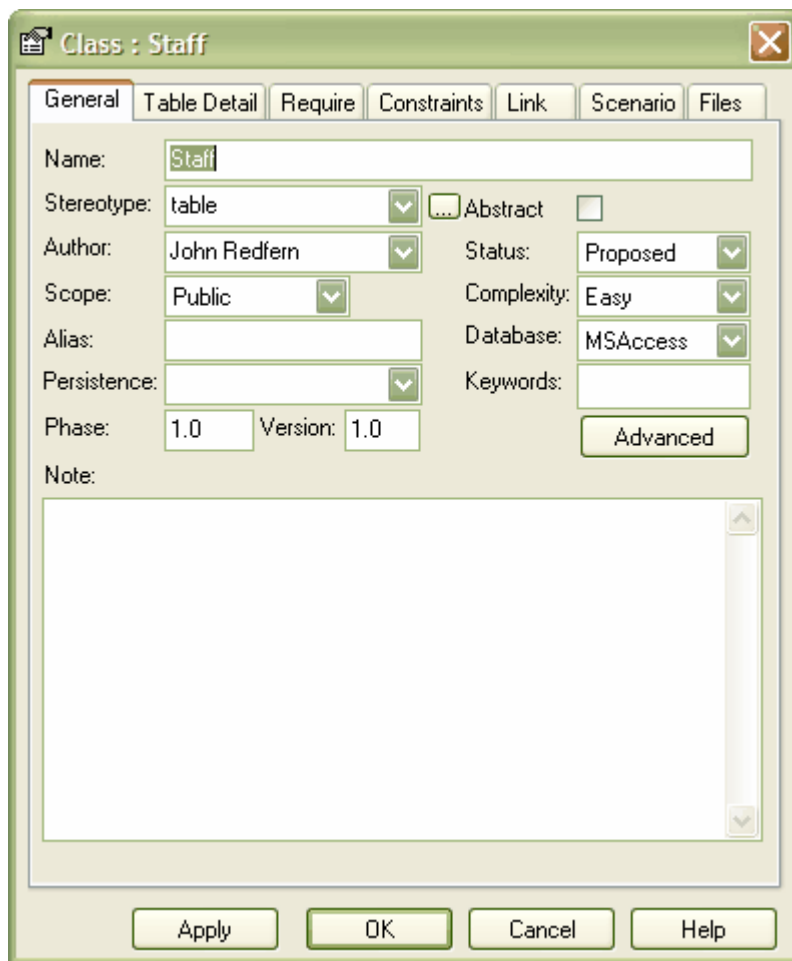 Class : Staff
General Table Detail Require Constraints Link Scenario Files
Name: Staff
Stereotype: table ... Abstract
Author: John Redfern Status: Proposed
Scope: Public Complexity: Easy
Alias: Database: MSAccess
Persistence: Keywords:
Phase: 1.0 Version: 1.0 Advanced
Note:
Apply OK Cancel Help